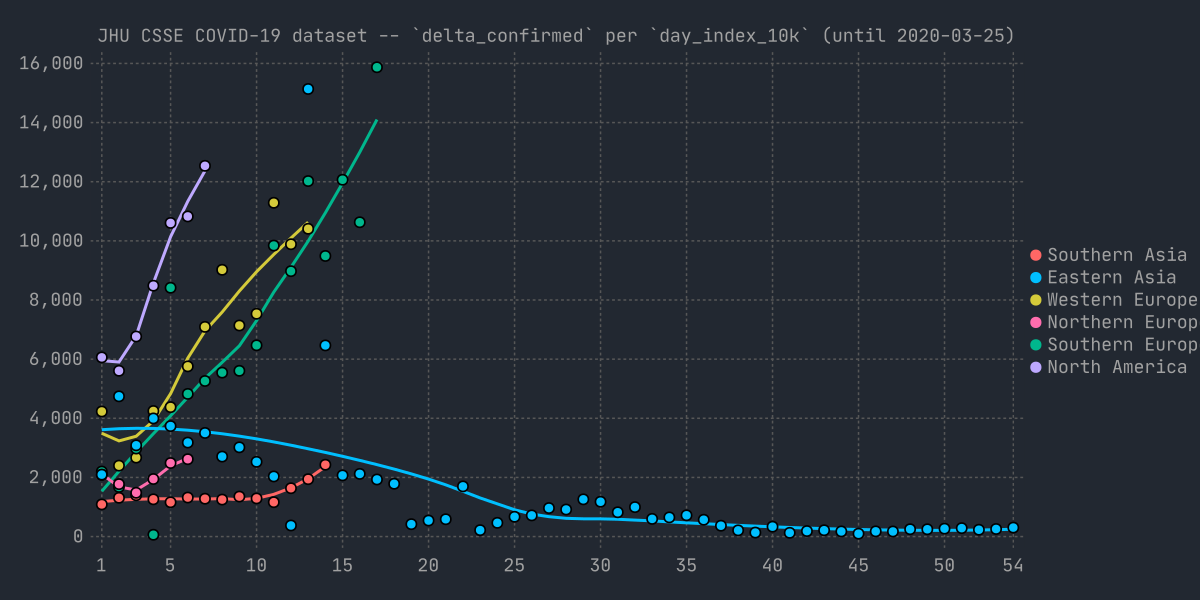 JHU CSSE COVID-19 dataset -- `delta_confirmed` per `day_index_10k` (until 2020-03-25)
16,000
14,000
12,000
10,000
8,000
6,000
4,000
2,000
0
1 5 10 15 20 25 30 35 40 45 50 54
Southern Asia
Eastern Asia
Western Europe
Northern Europ
Southern Europ
North America